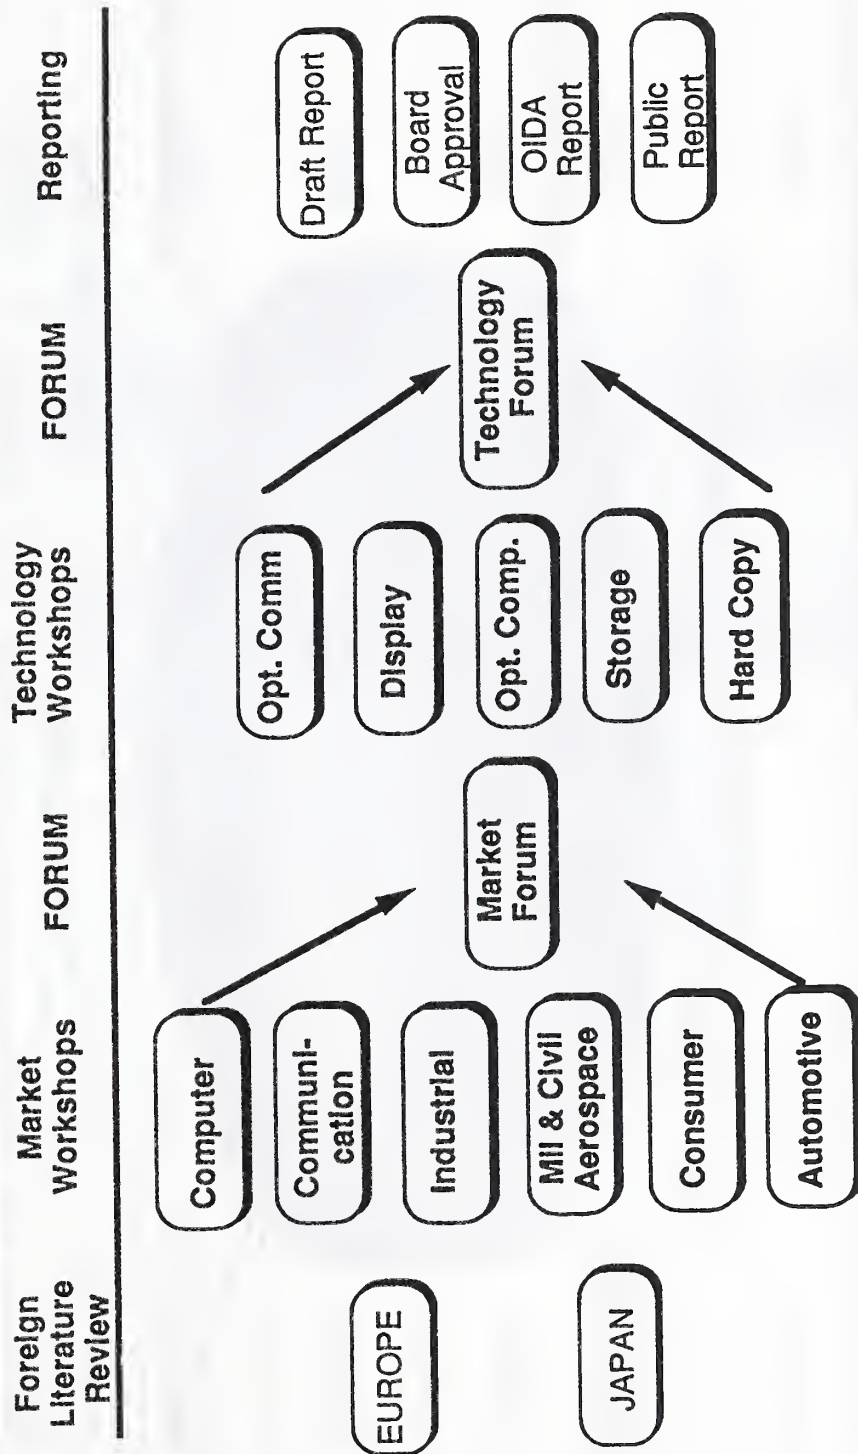 Foreign
Literature
Review
Market
Workshops
FORUM
Technology
Workshops
FORUM
Reporting
EUROPE
JAPAN
Computer
Communi-
cation
Industrial
Mil & Civil
Aerospace
Consumer
Automotive
Market
Forum
Opt. Comm
Display
Opt. Comp.
Storage
Hard Copy
Technology
Forum
Draft Report
Board
Approval
OIDA
Report
Public
Report